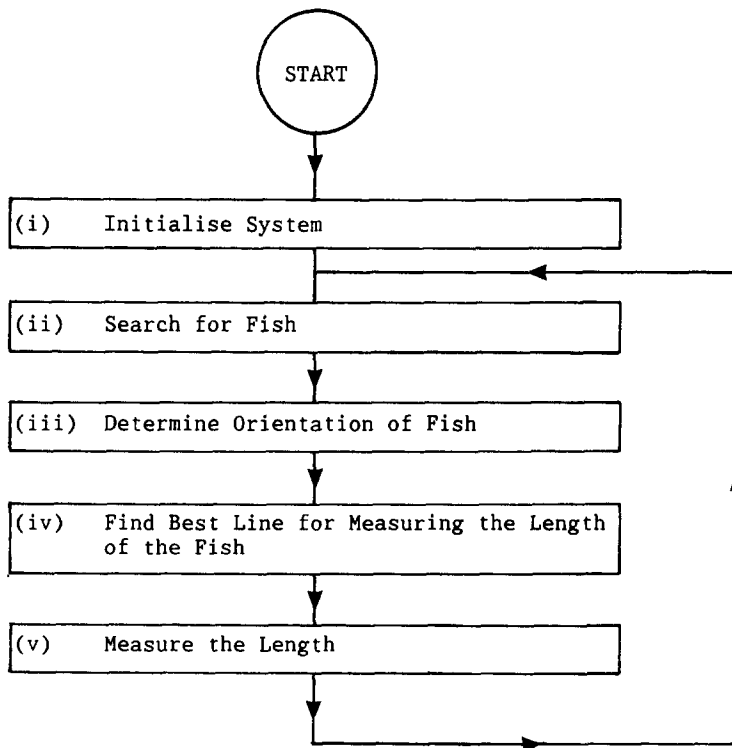 START
(i) Initialise System
(ii) Search for Fish
(iii) Determine Orientation of Fish
(iv) Find Best Line for Measuring the Length
of the Fish
(v) Measure the Length